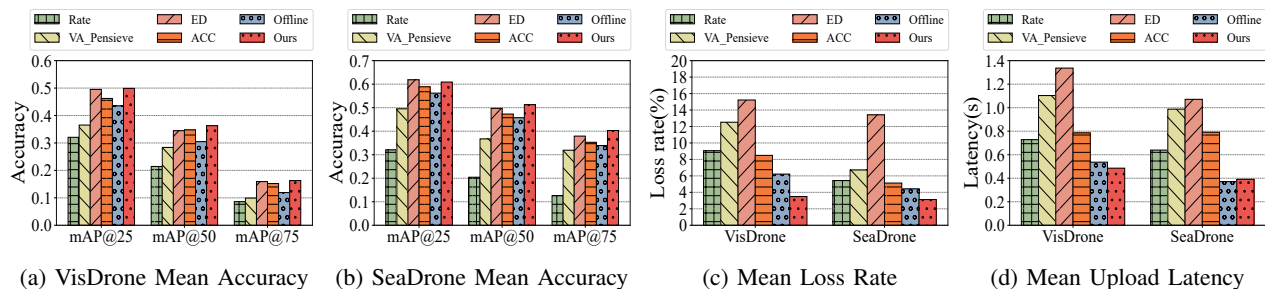 Rate ED Offline
VA_Pensieve ACC Ours
Accuracy
0.6
0.5
0.4
0.3
0.2
0.1
0.0
mAP@25 mAP@50 mAP@75
(a) VisDrone Mean Accuracy
Rate ED Offline
VA_Pensieve ACC Ours
Accuracy
0.7
0.6
0.5
0.4
0.3
0.2
0.1
0.0
mAP@25 mAP@50 mAP@75
(b) SeaDrone Mean Accuracy
Rate ED Offline
VA_Pensieve ACC Ours
Loss rate(%)
20
18
16
14
12
10
8
6
4
2
0
VisDrone SeaDrone
(c) Mean Loss Rate
Rate ED Offline
VA_Pensieve ACC Ours
Latency(s)
1.4
1.2
1.0
0.8
0.6
0.4
0.2
0.0
VisDrone SeaDrone
(d) Mean Upload Latency